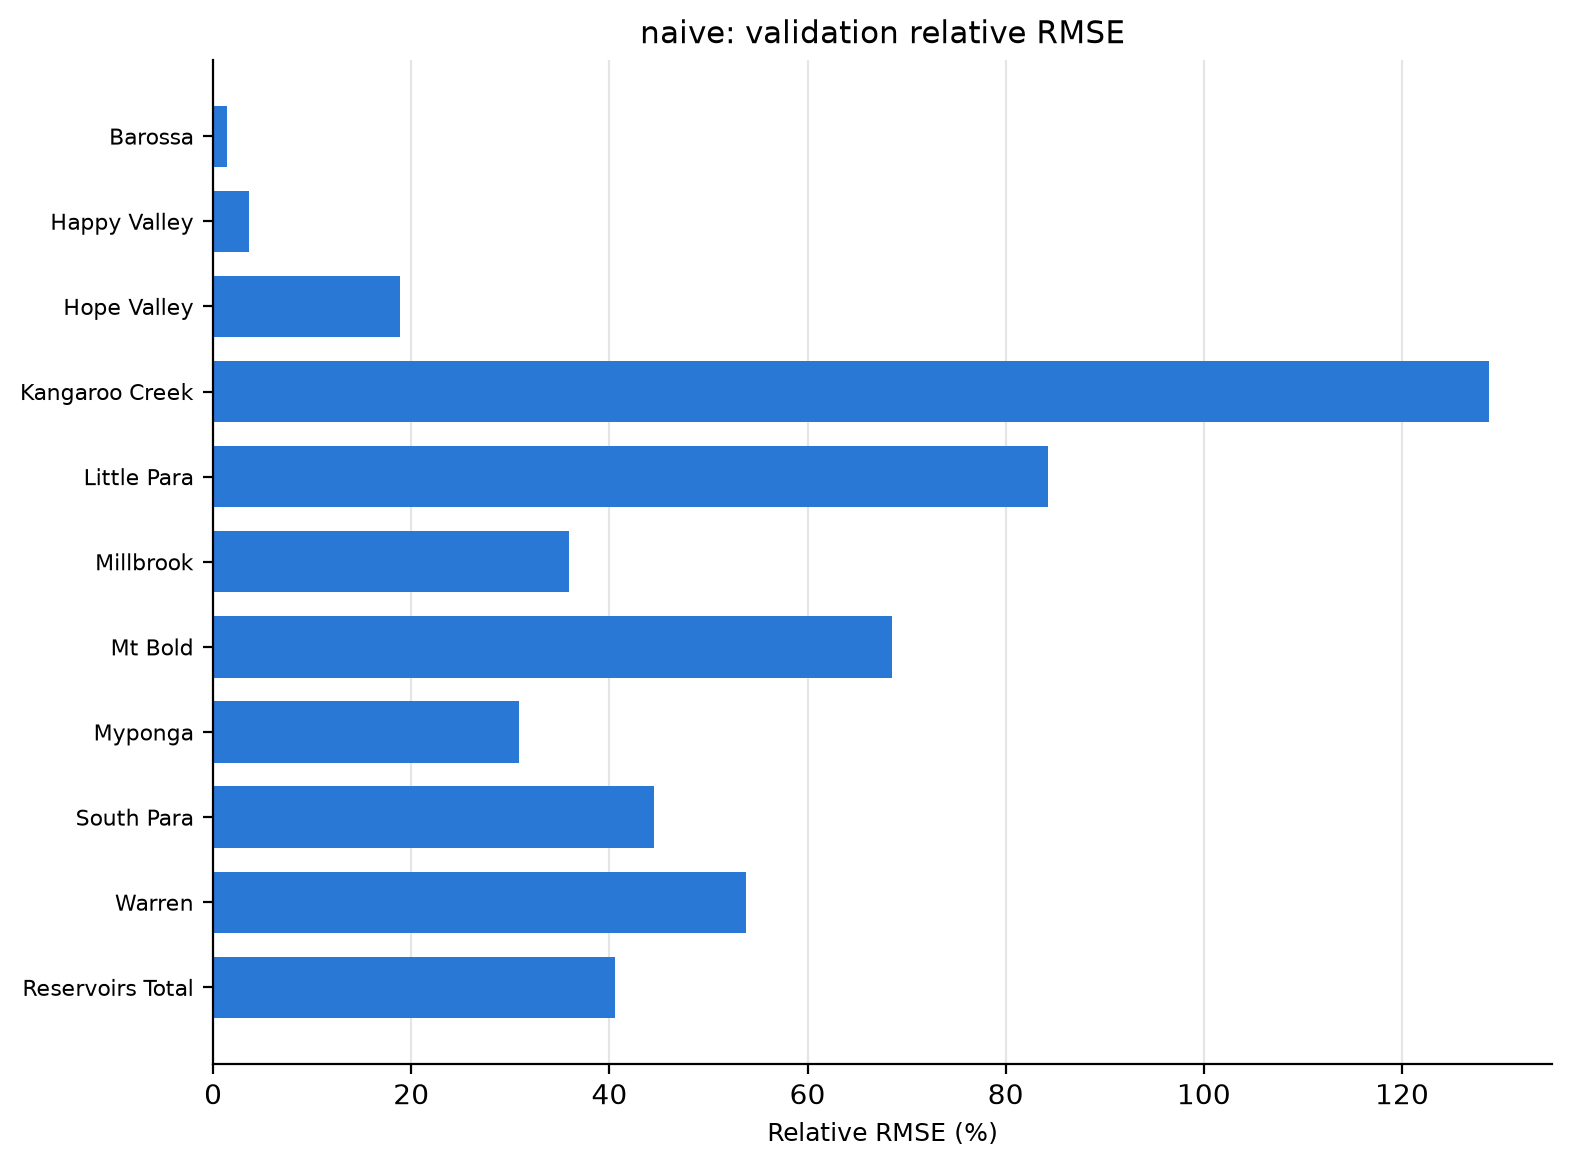 naive: validation relative RMSE
Barossa
Happy Valley
Hope Valley
Kangaroo Creek
Little Para
Millbrook
Mt Bold
Myponga
South Para
Warren
Reservoirs Total
0 20 40 60 80 100 120
Relative RMSE (%)